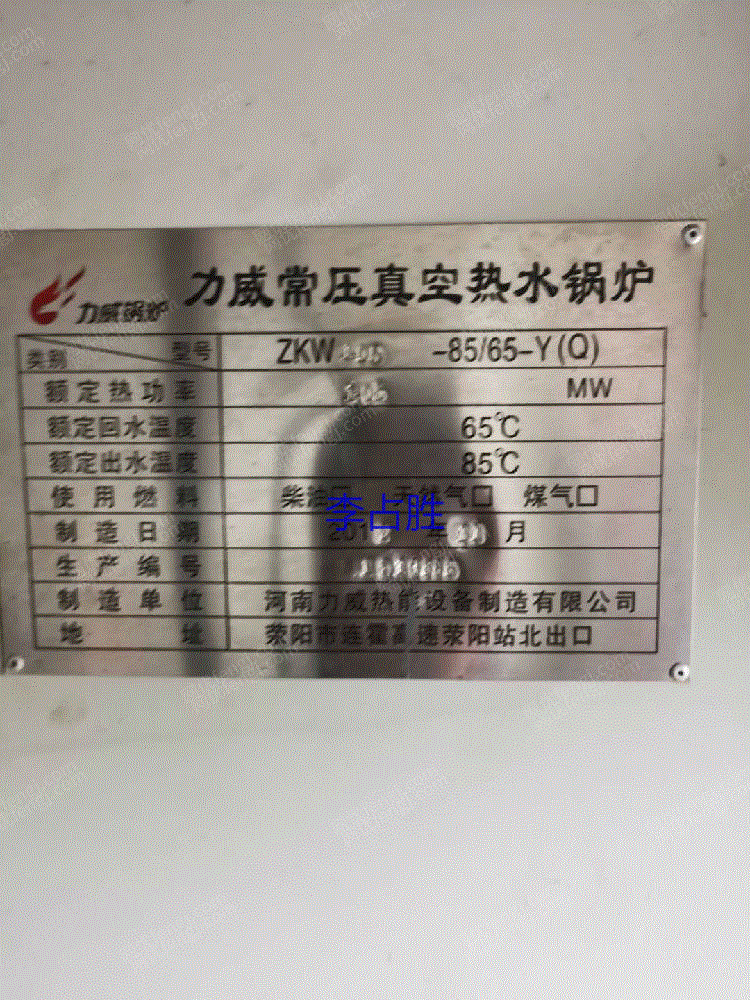 力威锅炉 力威常压真空热水锅炉
类别 型号 ZKW -85/65-Y(Q)
额定热功率 MW
额定回水温度 65℃
额定出水温度 85℃
使用燃料 柴油 天然气口 煤气口
李占胜
制造日期 201 年 月
生产编号
制造单位 河南力威热能设备制造有限公司
地址 荥阳市连霍高速荥阳站北出口